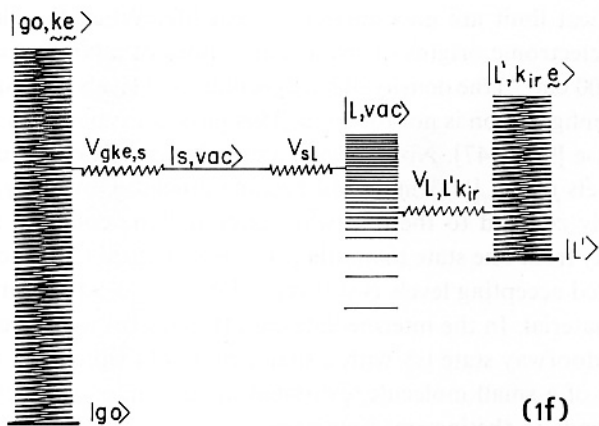 |go,ke⟩
|L',k_ir e⟩
|L,vac⟩
V_gke,s
|s,vac⟩
V_sL
V_L,L'k_ir
|L'⟩
|go⟩
(1f)